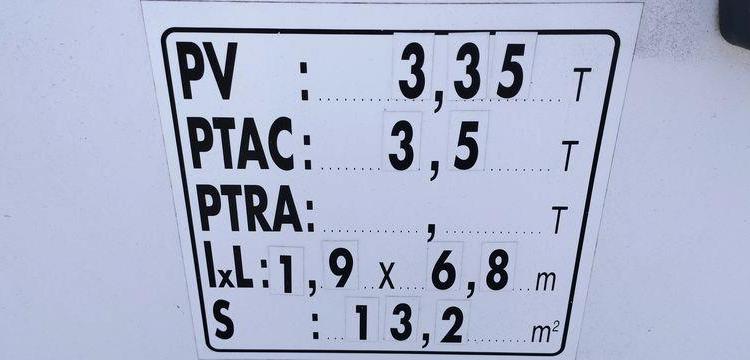 PV : 3,35 T
PTAC: 3,5 T
PTRA: , T
lxL: 1,9 x 6,8 m
S : 13,2 m²